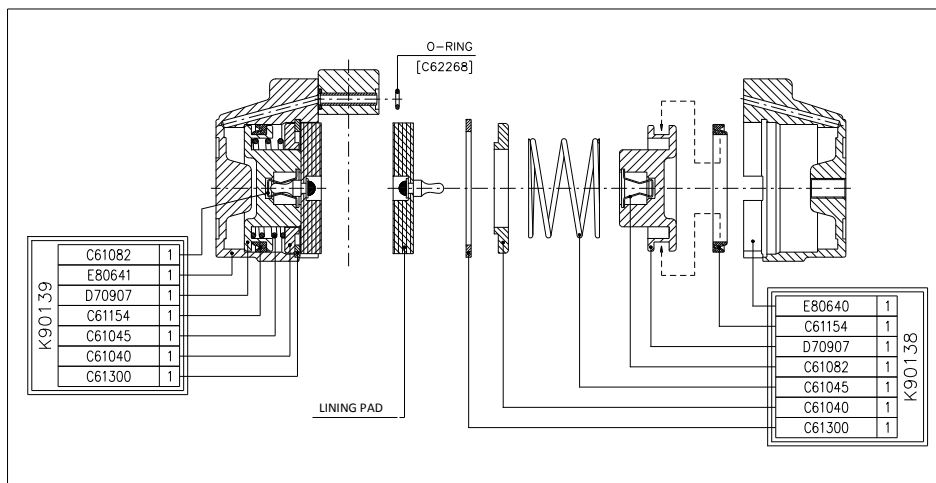 O-RING
[C62268]
K90139
C61082 1
E80641 1
D70907 1
C61154 1
C61045 1
C61040 1
C61300 1
LINING PAD
E80640 1
C61154 1
D70907 1
C61082 1
C61045 1
C61040 1
C61300 1
K90138